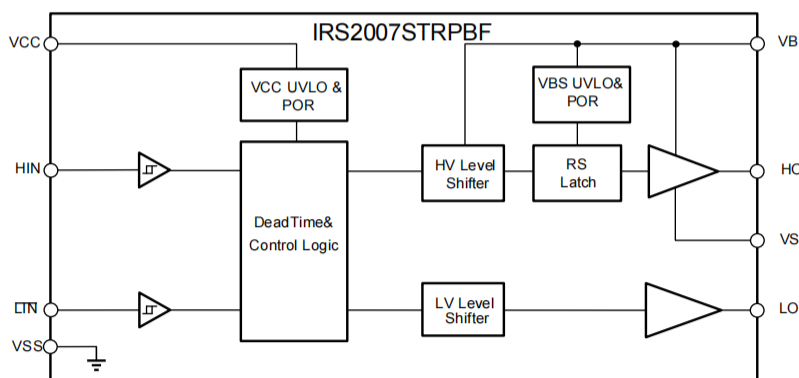 IRS2007STRPBF
VCC
VB
VCC UVLO &
POR
VBS UVLO&
POR
HIN
HV Level
Shifter
RS
Latch
HO
DeadTime&
Control Logic
VS
LIN
LV Level
Shifter
LO
VSS